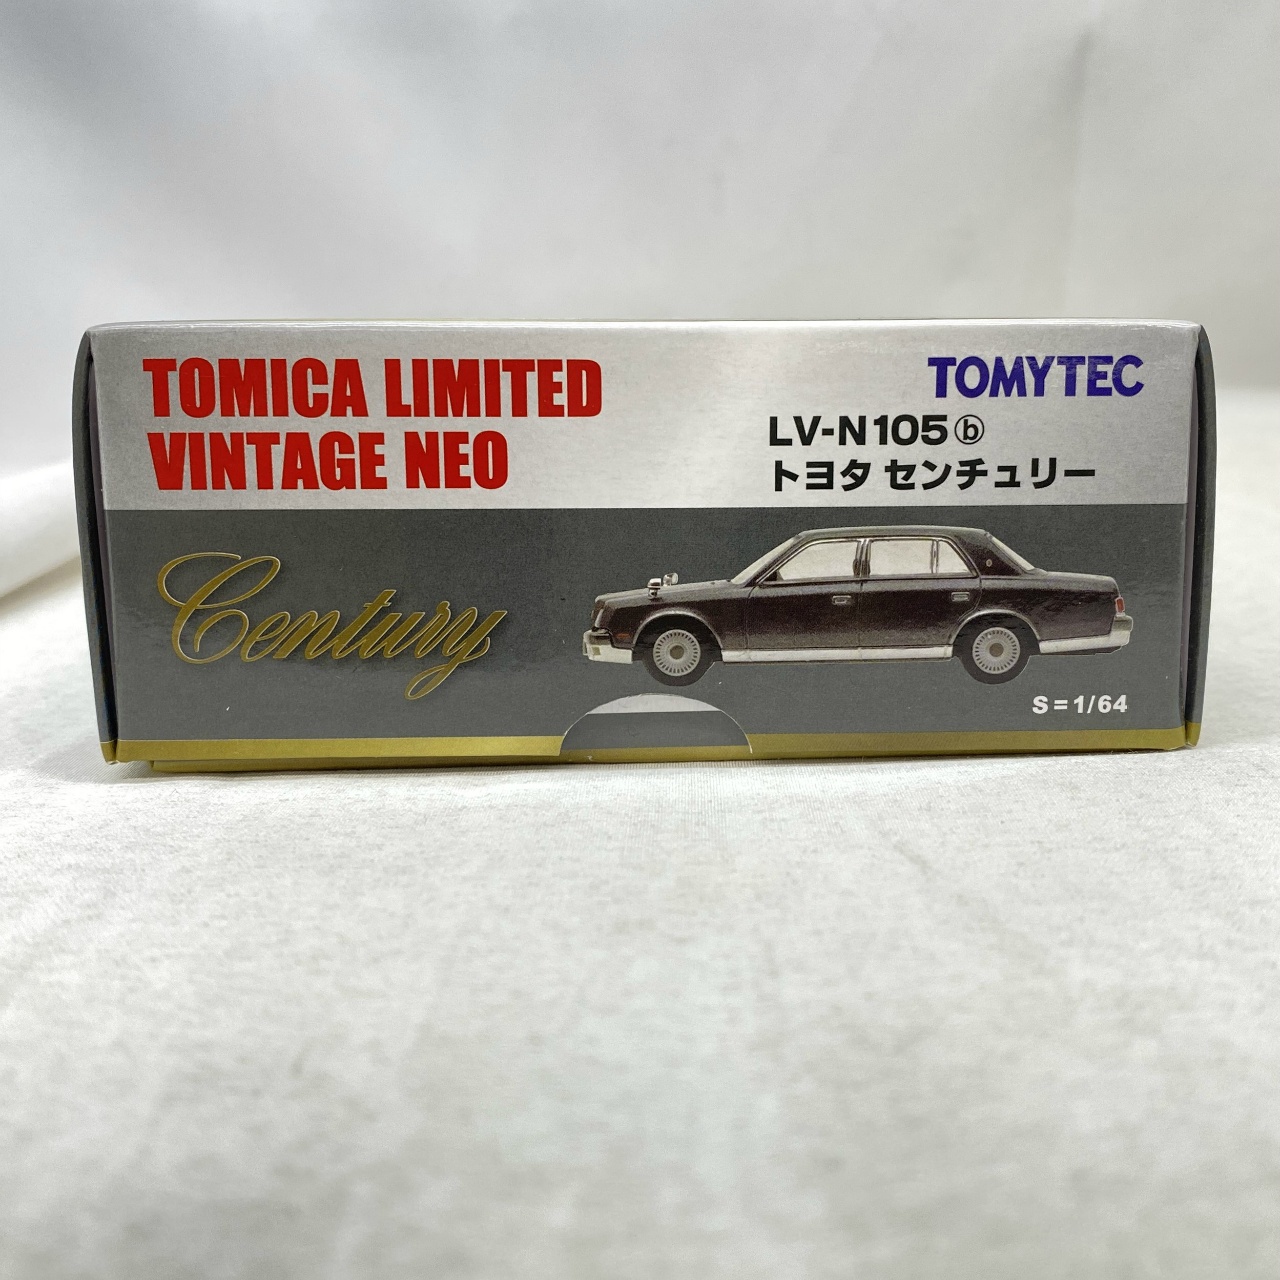 TOMICA LIMITED
VINTAGE NEO
TOMYTEC
LV-N105ⓑ
トヨタ センチュリー
Century
S=1/64